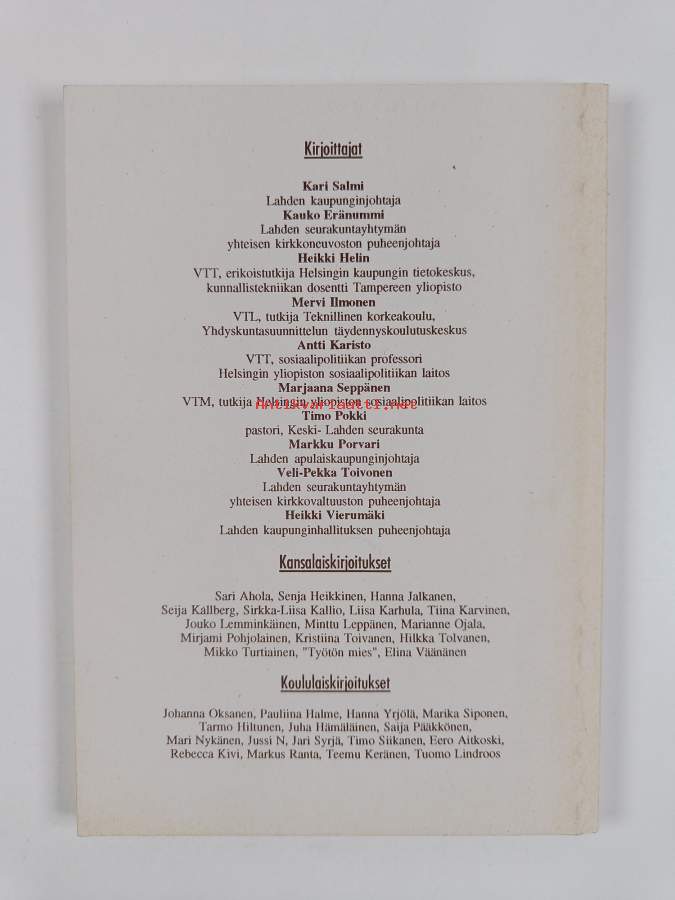 Kirjoittajat
Kari Salmi
Lahden kaupunginjohtaja
Kauko Eränummi
Lahden seurakuntayhtymän
yhteisen kirkkoneuvoston puheenjohtaja
Heikki Helin
VTT, erikoistutkija Helsingin kaupungin tietokeskus,
kunnallistekniikan dosentti Tampereen yliopisto
Mervi Ilmonen
VTL, tutkija Teknillinen korkeakoulu,
Yhdyskuntasuunnittelun täydennyskoulutuskeskus
Antti Karisto
VTT, sosiaalipolitiikan professori
Helsingin yliopiston sosiaalipolitiikan laitos
Marjaana Seppänen
VTM, tutkija Helsingin yliopiston sosiaalipolitiikan laitos
Antikvariaatti.net
Timo Pokki
pastori, Keski- Lahden seurakunta
Markku Porvari
Lahden apulaiskaupunginjohtaja
Veli-Pekka Toivonen
Lahden seurakuntayhtymän
yhteisen kirkkovaltuuston puheenjohtaja
Heikki Vierumäki
Lahden kaupunginhallituksen puheenjohtaja
Kansalaiskirjoitukset
Sari Ahola, Senja Heikkinen, Hanna Jalkanen,
Seija Kallberg, Sirkka-Liisa Kallio, Liisa Karhula, Tiina Karvinen,
Jouko Lemminkäinen, Minttu Leppänen, Marianne Ojala,
Mirjami Pohjolainen, Kristiina Toivanen, Hilkka Tolvanen,
Mikko Turtiainen, "Työtön mies", Elina Väänänen
Koululaiskirjoitukset
Johanna Oksanen, Pauliina Halme, Hanna Yrjölä, Marika Siponen,
Tarmo Hiltunen, Juha Hämäläinen, Saija Pääkkönen,
Mari Nykänen, Jussi N, Jari Syrjä, Timo Siikanen, Eero Aitkoski,
Rebecca Kivi, Markus Ranta, Teemu Keränen, Tuomo Lindroos